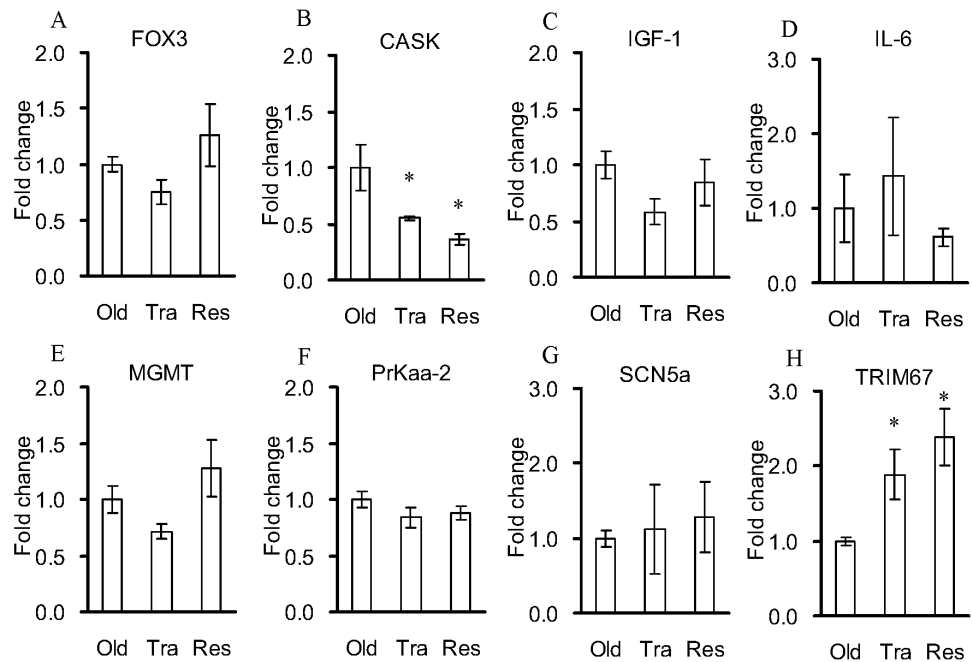 A
FOX3
2.0
1.5
1.0
0.5
0.0
Fold change
Old Tra Res
B
CASK
2.0
1.5
1.0
0.5
0.0
Fold change
*
*
Old Tra Res
C
IGF-1
2.0
1.5
1.0
0.5
0.0
Fold change
Old Tra Res
D
IL-6
3.0
2.0
1.0
0.0
Fold change
Old Tra Res
E
MGMT
2.0
1.5
1.0
0.5
0.0
Fold change
Old Tra Res
F
PrKaa-2
2.0
1.5
1.0
0.5
0.0
Fold change
Old Tra Res
G
SCN5a
3.0
2.0
1.0
0.0
Fold change
Old Tra Res
H
TRIM67
3.0
2.0
1.0
0.0
Fold change
*
*
Old Tra Res